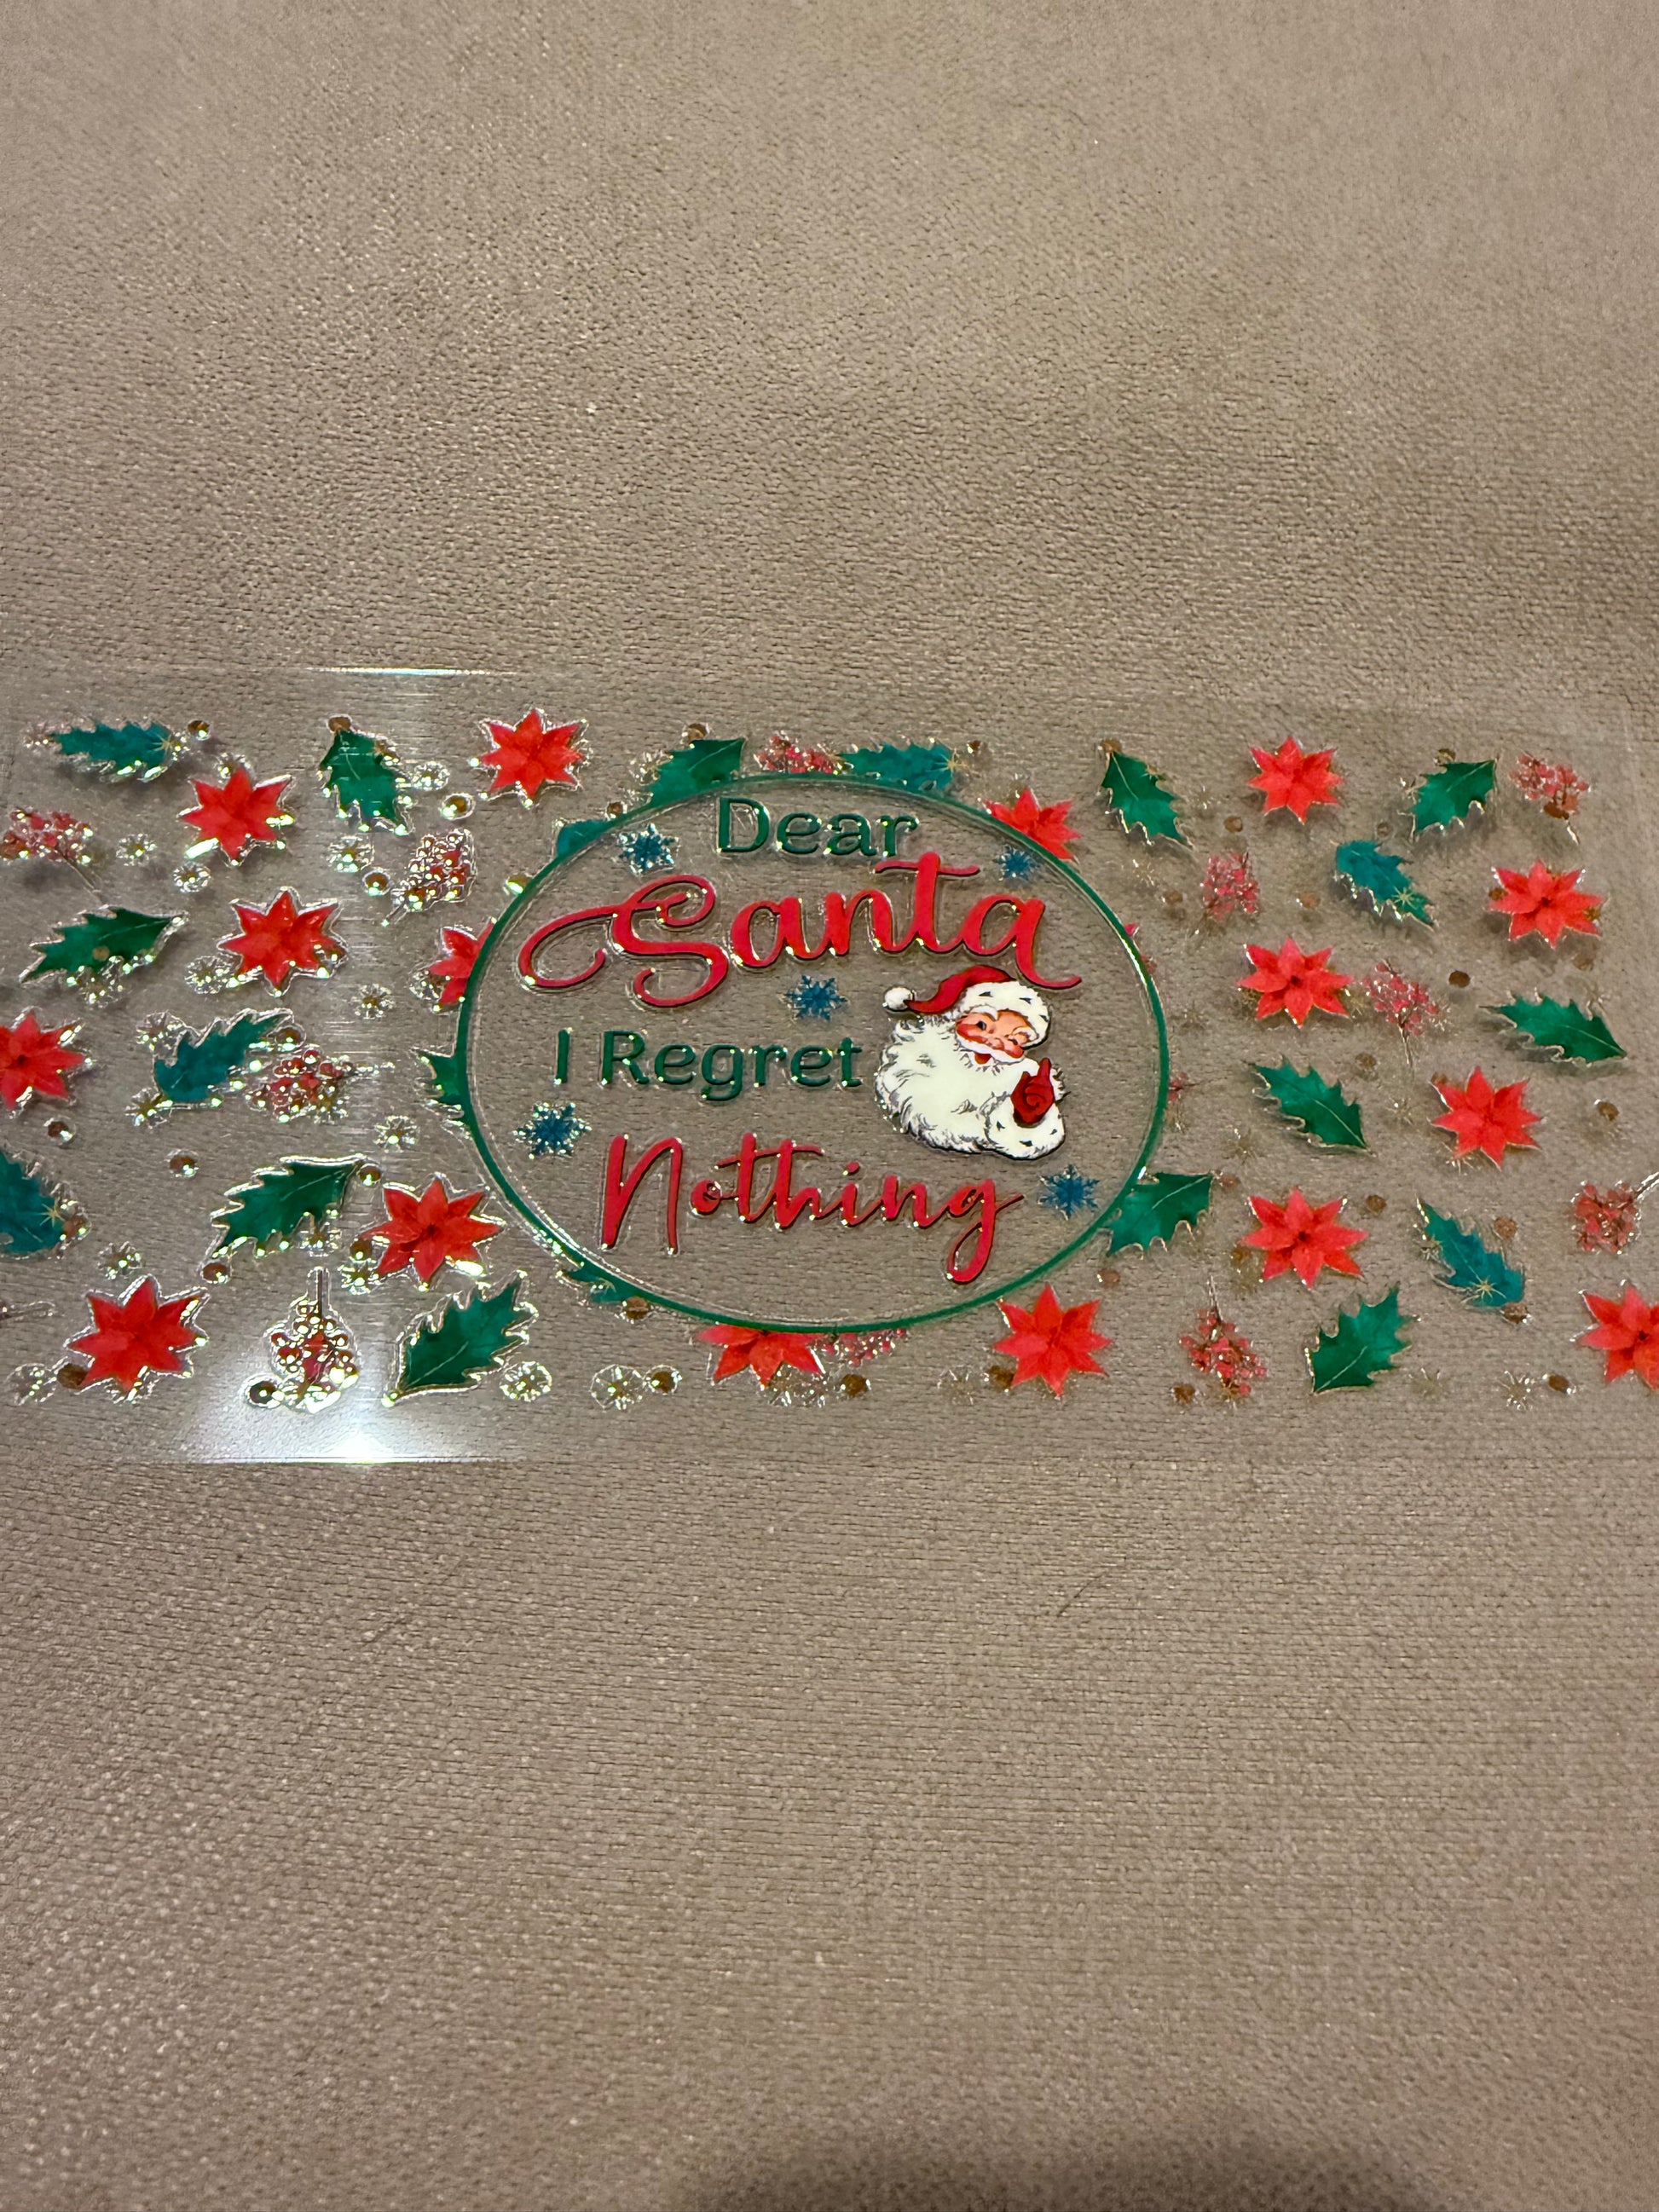 Dear
Santa
I Regret
Nothing